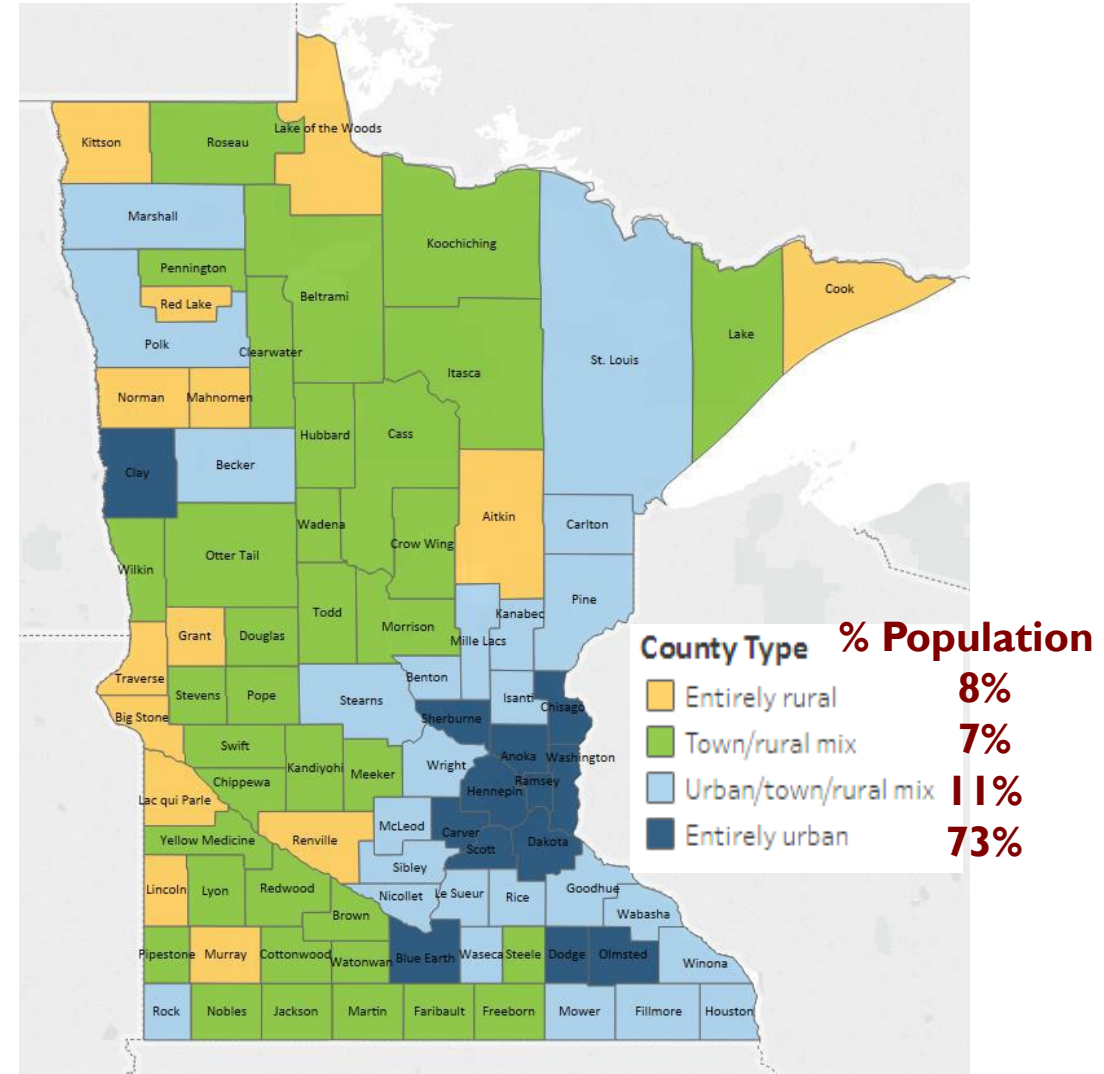 Lake of the Woods
Kittson
Roseau
Marshall
Koochiching
Pennington
Cook
Beltrami
Red Lake
Lake
Polk
Clearwater
St. Louis
Itasca
Norman
Mahnomen
Hubbard
Cass
Becker
Clay
Aitkin
Wadena
Carlton
Crow Wing
Otter Tail
Wilkin
Pine
Todd
Kanabec
Morrison
Grant
Douglas
Mille Lacs
Traverse
Benton
Stevens
Pope
Stearns
Isanti
Chisago
Big Stone
Sherburne
Swift
Anoka
Washington
Kandiyohi
Meeker
Wright
Chippewa
Ramsey
Hennepin
Lac qui Parle
McLeod
Carver
Yellow Medicine
Renville
Dakota
Scott
Sibley
Lincoln
Lyon
Redwood
Nicollet
Le Sueur
Rice
Goodhue
Brown
Wabasha
Pipestone
Murray
Cottonwood
Watonwan
Blue Earth
Waseca
Steele
Dodge
Olmsted
Winona
Rock
Nobles
Jackson
Martin
Faribault
Freeborn
Mower
Fillmore
Houston
County Type % Population
Entirely rural 8%
Town/rural mix 7%
Urban/town/rural mix 11%
Entirely urban 73%